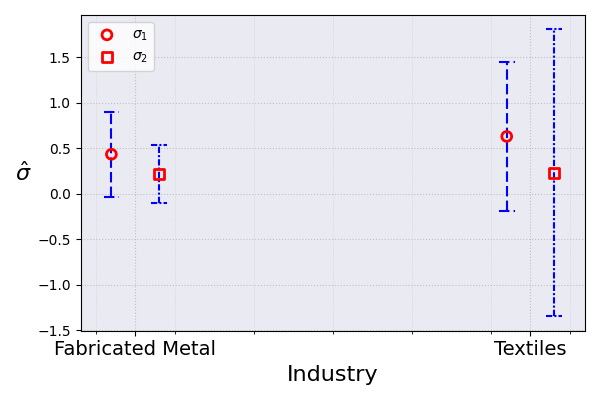 σ₁
σ₂
1.5
1.0
0.5
0.0
−0.5
−1.0
−1.5
σ̂
Fabricated Metal
Textiles
Industry